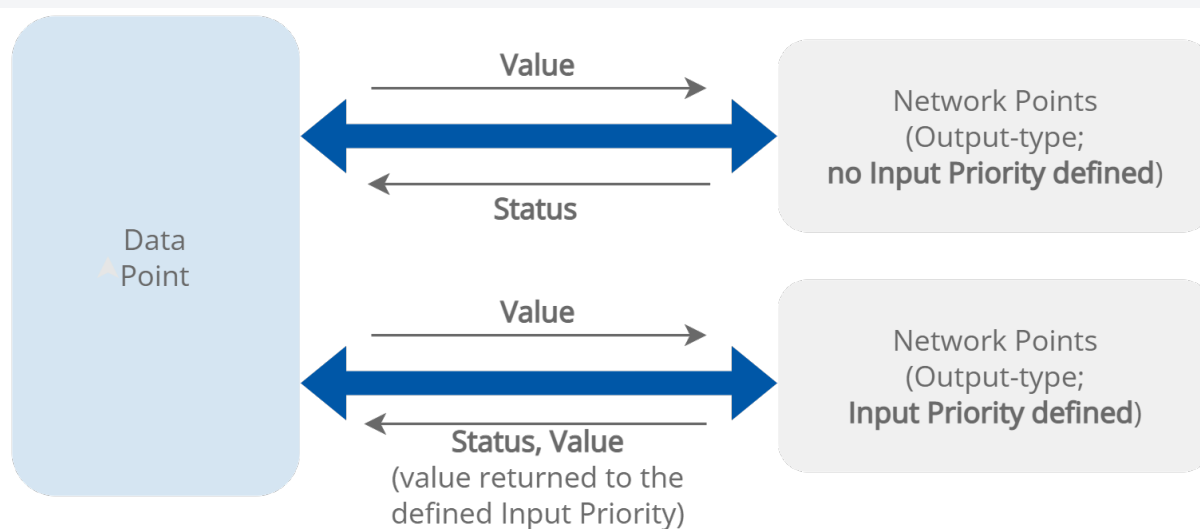 Data
Point
Value
Status
Network Points
(Output-type;
no Input Priority defined)
Value
Status, Value
(value returned to the
defined Input Priority)
Network Points
(Output-type;
Input Priority defined)